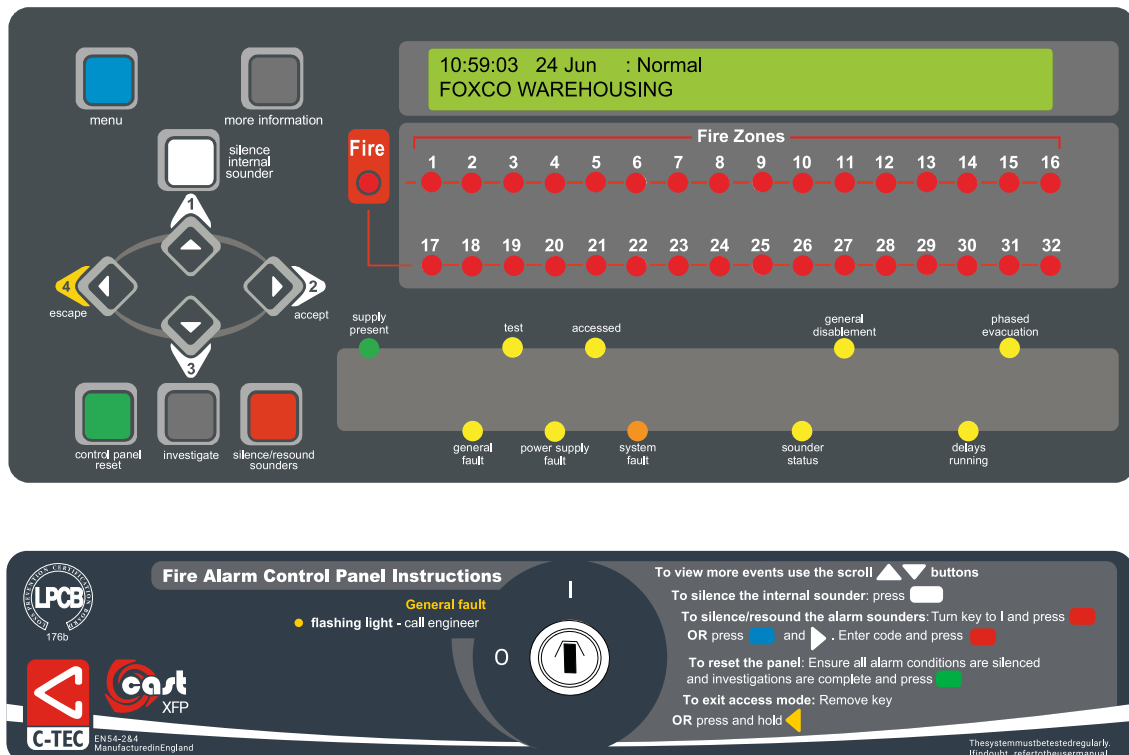 10:59:03 24 Jun : Normal
FOXCO WAREHOUSING
menu
more information
silence
internal
sounder
1
2
3
4
escape
accept
control panel
reset
investigate
silence/resound
sounders
Fire
Fire Zones
1 2 3 4 5 6 7 8 9 10 11 12 13 14 15 16
17 18 19 20 21 22 23 24 25 26 27 28 29 30 31 32
supply
present
test
accessed
general
disablement
phased
evacuation
general
fault
power supply
fault
system
fault
sounder
status
delays
running
LOSS PREVENTION CERTIFICATION BOARD
LPCB
176b
Fire Alarm Control Panel Instructions
General fault
flashing light - call engineer
I
O
To view more events use the scroll buttons
To silence the internal sounder: press
To silence/resound the alarm sounders: Turn key to I and press
OR press and . Enter code and press
To reset the panel: Ensure all alarm conditions are silenced
and investigations are complete and press
To exit access mode: Remove key
OR press and hold
C-TEC
cast
XFP
EN54-2&4
ManufacturedinEngland
Thesystemmustbetestedregularly.
Ifindoubt, refertotheusermanual.